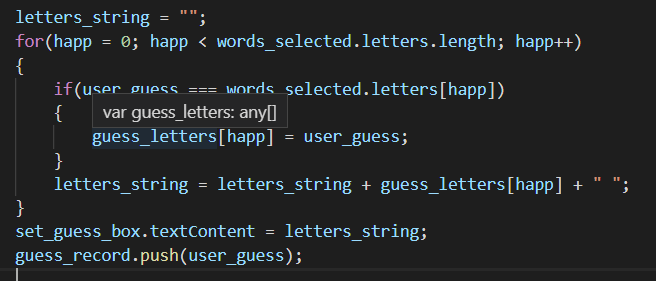 letters_string = "";
for(happ = 0; happ < words_selected.letters.length; happ++)
{
if(user_guess === words_selected.letters[happ])
{
var guess_letters: any[]
guess_letters[happ] = user_guess;
}
letters_string = letters_string + guess_letters[happ] + " ";
}
set_guess_box.textContent = letters_string;
guess_record.push(user_guess);